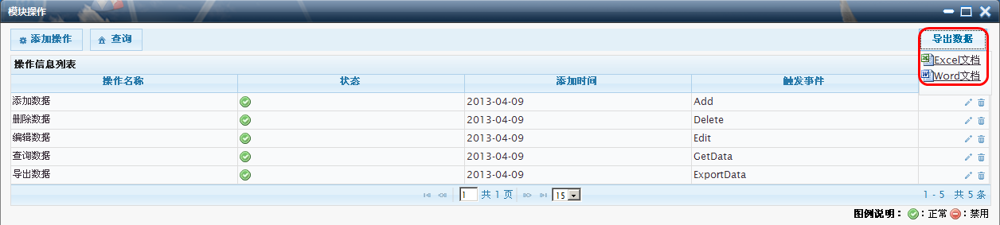 模块操作
添加操作 查询 导出数据
Excel文档
Word文档
操作信息列表
操作名称 状态 添加时间 触发事件
添加数据 2013-04-09 Add
删除数据 2013-04-09 Delete
编辑数据 2013-04-09 Edit
查询数据 2013-04-09 GetData
导出数据 2013-04-09 ExportData
1 共 1 页 15 1 - 5 共 5 条
图例说明： ：正常 ：禁用